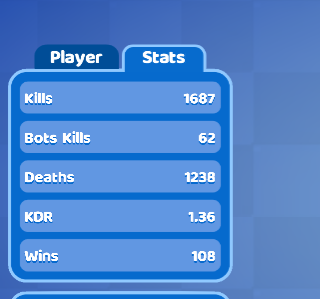 Player Stats
Kills 1687
Bots Kills 62
Deaths 1238
KDR 1.36
Wins 108